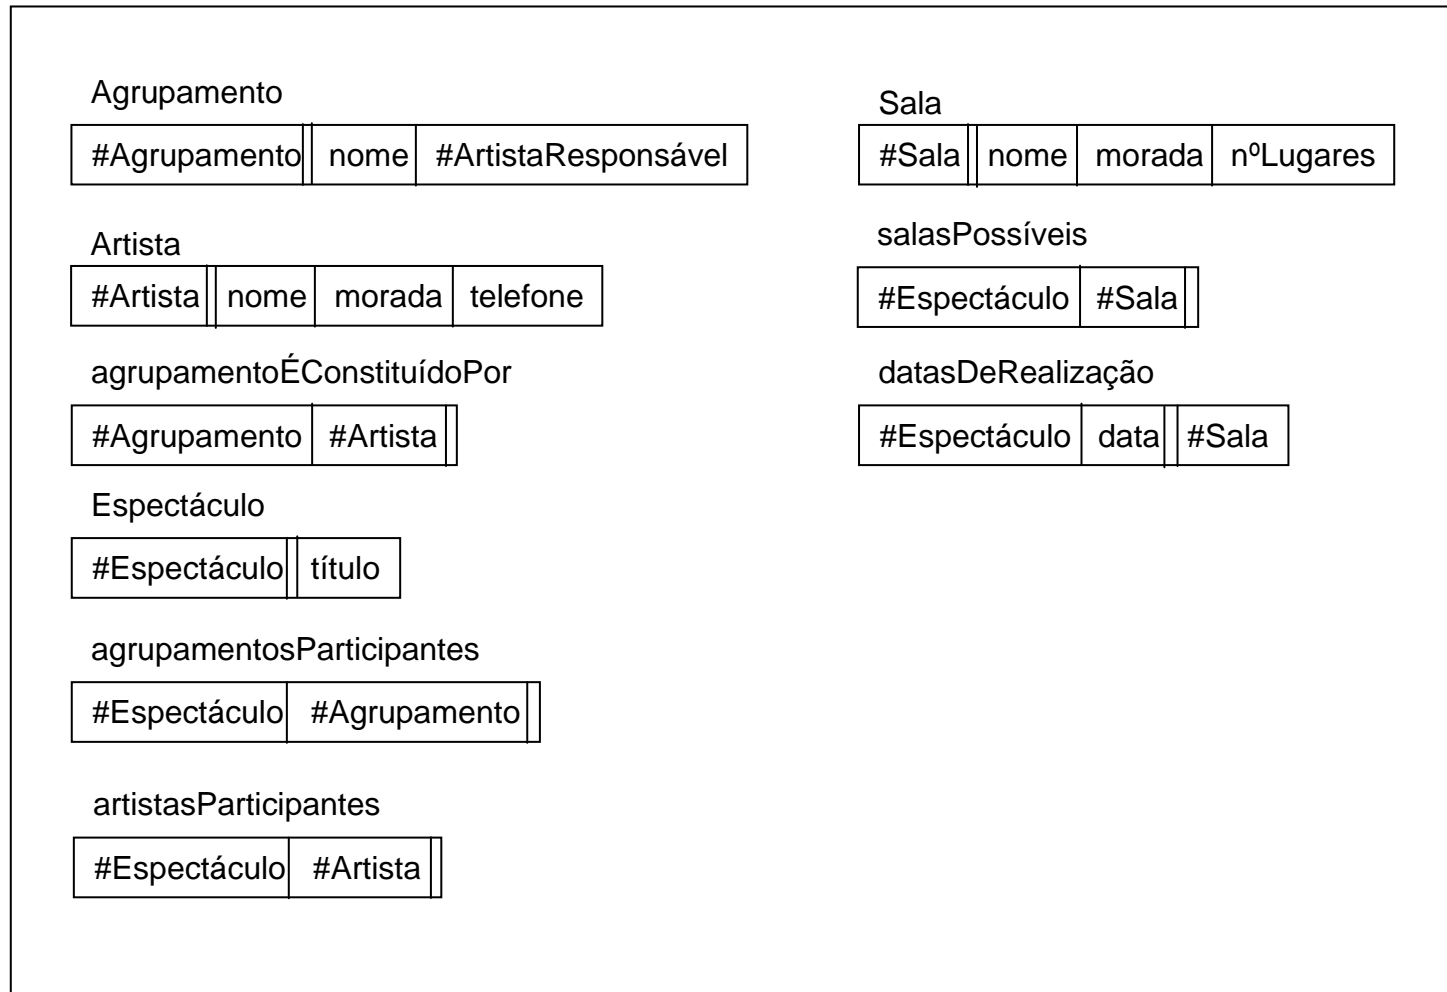 Agrupamento
#Agrupamento nome #ArtistaResponsável
Artista
#Artista nome morada telefone
agrupamentoÉConstituídoPor
#Agrupamento #Artista
Espectáculo
#Espectáculo título
agrupamentosParticipantes
#Espectáculo #Agrupamento
artistasParticipantes
#Espectáculo #Artista
Sala
#Sala nome morada nºLugares
salasPossíveis
#Espectáculo #Sala
datasDeRealização
#Espectáculo data #Sala